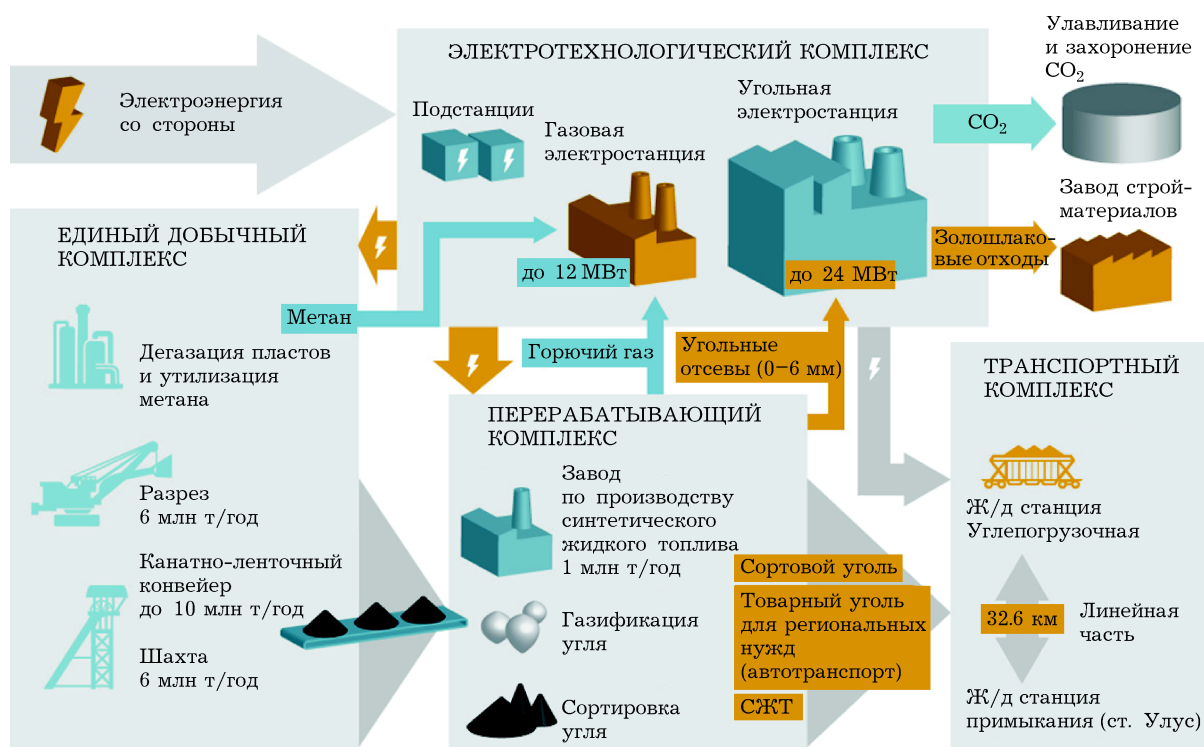 Электроэнергия
со стороны
ЭЛЕКТРОТЕХНОЛОГИЧЕСКИЙ КОМПЛЕКС
Подстанции
Газовая
электростанция
до 12 МВт
Угольная
электростанция
до 24 МВт
Улавливание
и захоронение
CO₂
CO₂
Завод строй-
материалов
Золошлако-
вые отходы
ЕДИНЫЙ ДОБЫЧНЫЙ
КОМПЛЕКС
Метан
Дегазация пластов
и утилизация
метана
Разрез
6 млн т/год
Канатно-ленточный
конвейер
до 10 млн т/год
Шахта
6 млн т/год
Горючий газ
Угольные
отсевы (0−6 мм)
ПЕРЕРАБАТЫВАЮЩИЙ
КОМПЛЕКС
Завод
по производству
синтетического
жидкого топлива
1 млн т/год
Газификация
угля
Сортировка
угля
Сортовой уголь
Товарный уголь
для региональных
нужд
(автотранспорт)
СЖТ
ТРАНСПОРТНЫЙ
КОМПЛЕКС
Ж/д станция
Углепогрузочная
32.6 км
Линейная
часть
Ж/д станция
примыкания (ст. Улус)